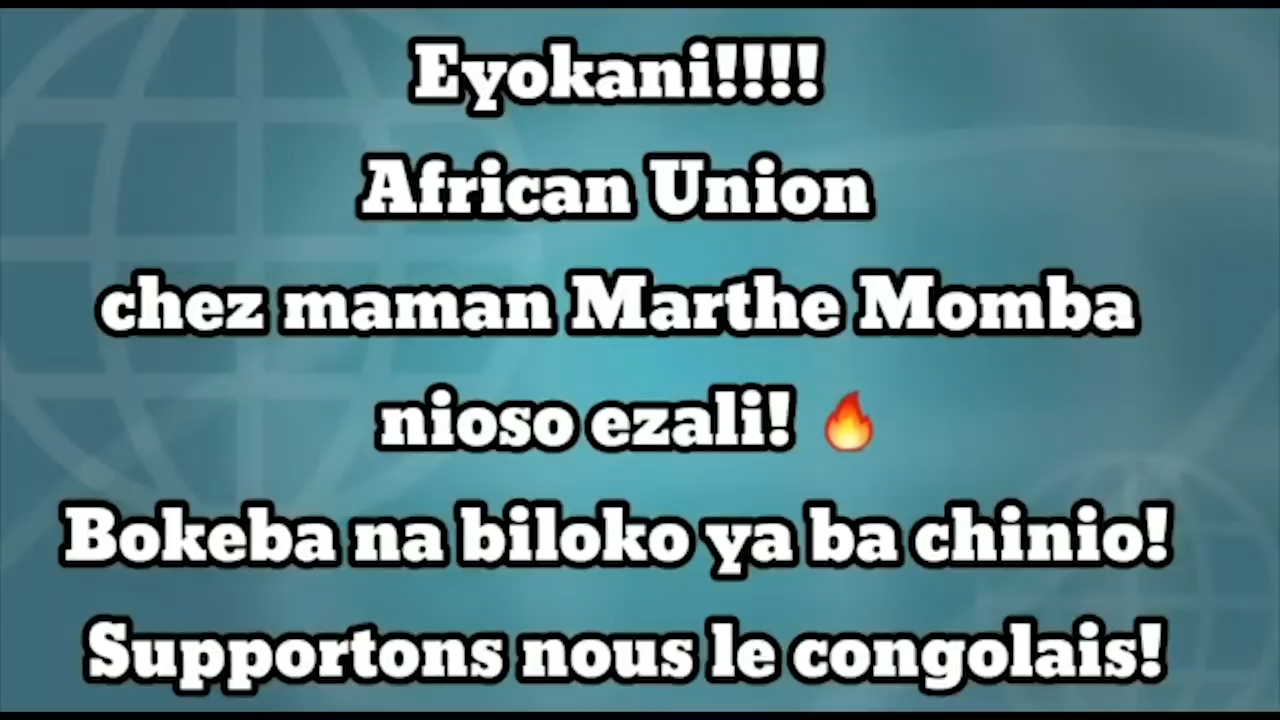 Eyokani!!!!
African Union
chez maman Marthe Momba
nioso ezali! 🔥
Bokeba na biloko ya ba chinio!
Supportons nous le congolais!